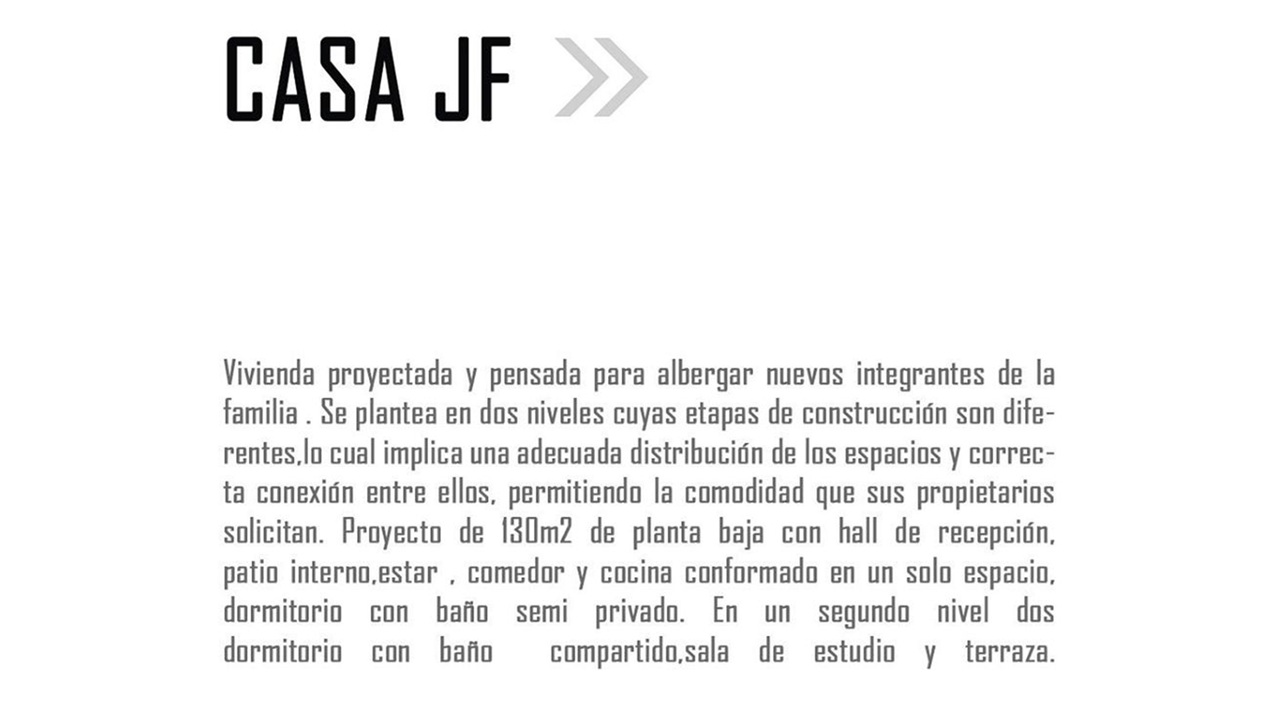 CASA JF
Vivienda proyectada y pensada para albergar nuevos integrantes de la
familia . Se plantea en dos niveles cuyas etapas de construcción son dife-
rentes,lo cual implica una adecuada distribución de los espacios y correc-
ta conexión entre ellos, permitiendo la comodidad que sus propietarios
solicitan. Proyecto de 130m2 de planta baja con hall de recepción,
patio interno,estar , comedor y cocina conformado en un solo espacio,
dormitorio con baño semi privado. En un segundo nivel dos
dormitorio con baño compartido,sala de estudio y terraza.